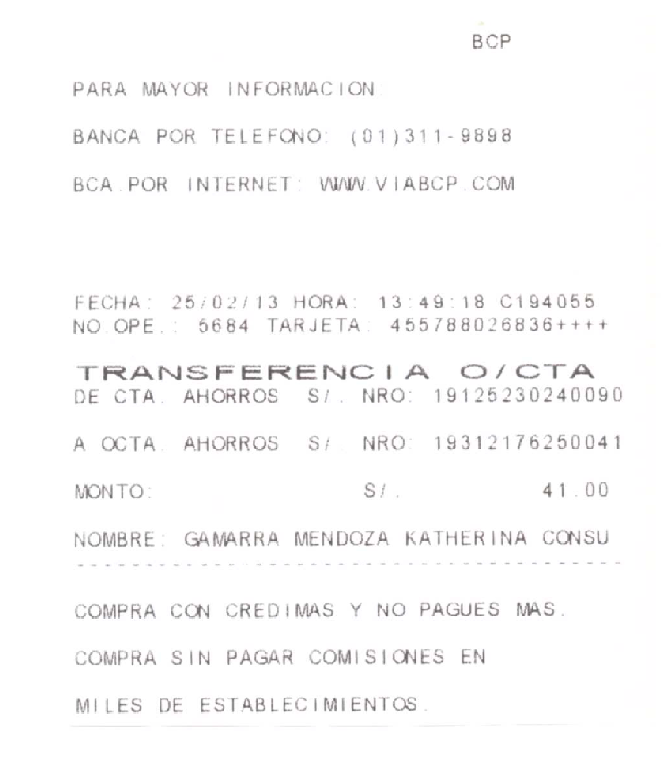 BCP
PARA MAYOR INFORMACION:
BANCA POR TELEFONO: (01)311-9898
BCA.POR INTERNET: WWW.VIABCP.COM
FECHA: 25/02/13 HORA: 13:49:18 C194055
NO.OPE.: 5684 TARJETA: 455788026836++++
TRANSFERENCIA O/CTA
DE CTA. AHORROS S/. NRO: 19125230240090
A OCTA. AHORROS S/. NRO: 19312176250041
MONTO: S/. 41.00
NOMBRE: GAMARRA MENDOZA KATHERINA CONSU
----------------------------------------
COMPRA CON CREDIMAS Y NO PAGUES MAS.
COMPRA SIN PAGAR COMISIONES EN
MILES DE ESTABLECIMIENTOS.